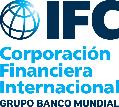 IFC
Corporación
Financiera
Internacional
GRUPO BANCO MUNDIAL